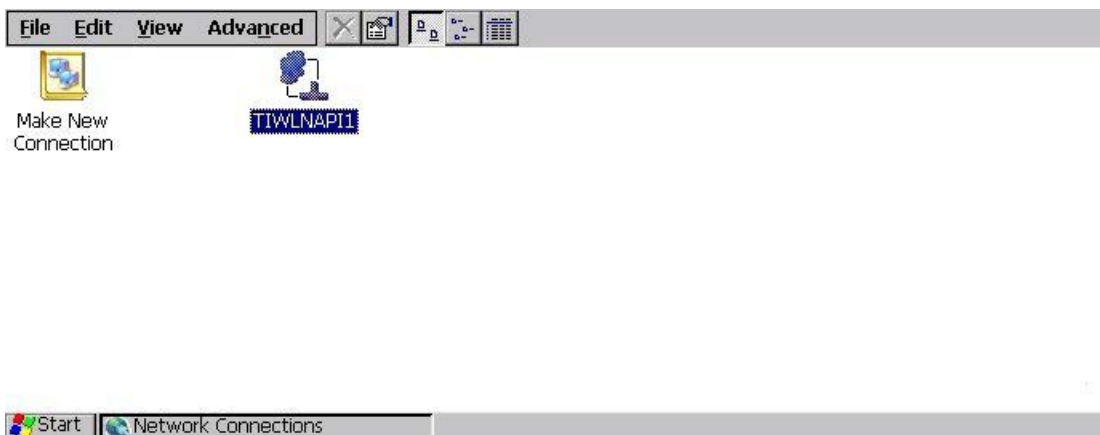 File Edit View Advanced
Make New
Connection
TIWLNAPI1
Start Network Connections